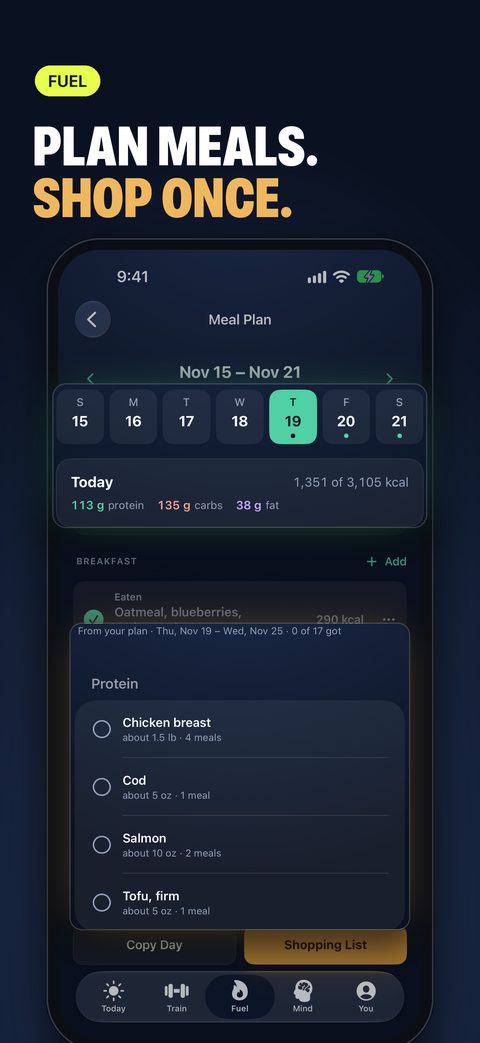 FUEL
PLAN MEALS.
SHOP ONCE.
9:41
Meal Plan
Nov 15 – Nov 21
S M T W T F S
15 16 17 18 19 20 21
Today 1,351 of 3,105 kcal
113 g protein 135 g carbs 38 g fat
BREAKFAST + Add
Eaten
Oatmeal, blueberries, 290 kcal ···
From your plan · Thu, Nov 19 – Wed, Nov 25 · 0 of 17 got
Protein
Chicken breast
about 1.5 lb · 4 meals
Cod
about 5 oz · 1 meal
Salmon
about 10 oz · 2 meals
Tofu, firm
about 5 oz · 1 meal
Copy Day Shopping List
Today Train Fuel Mind You